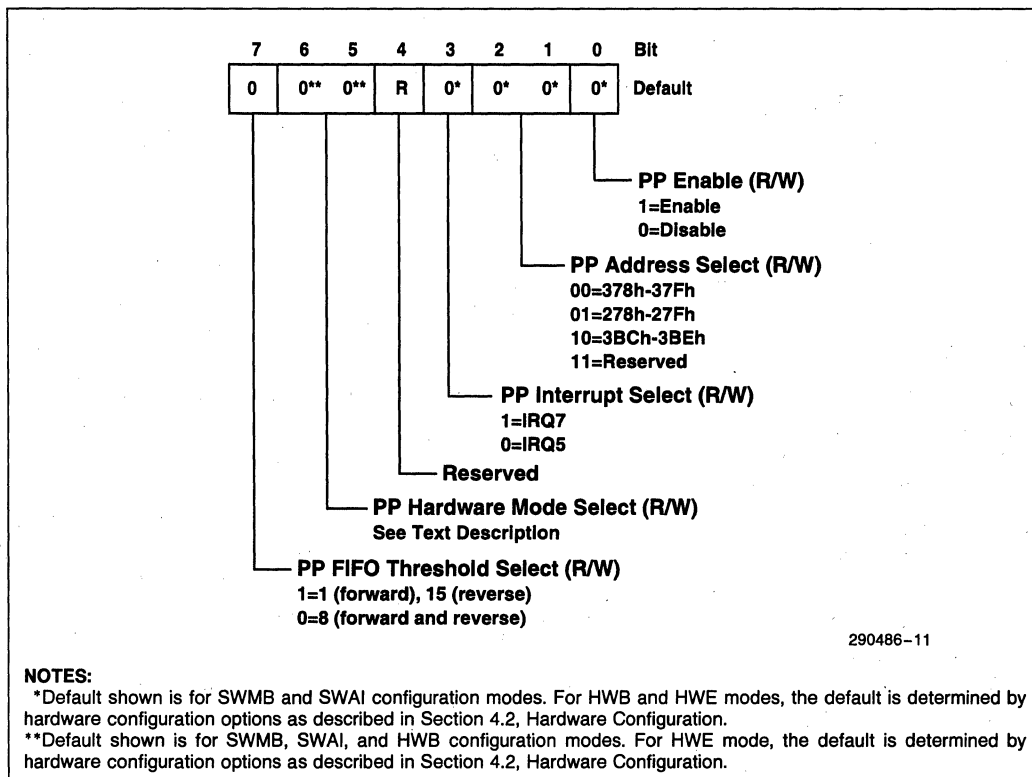 7 6 5 4 3 2 1 0 Bit
0 0** 0** R 0* 0* 0* 0* Default
PP Enable (R/W)
1=Enable
0=Disable
PP Address Select (R/W)
00=378h-37Fh
01=278h-27Fh
10=3BCh-3BEh
11=Reserved
PP Interrupt Select (R/W)
1=IRQ7
0=IRQ5
Reserved
PP Hardware Mode Select (R/W)
See Text Description
PP FIFO Threshold Select (R/W)
1=1 (forward), 15 (reverse)
0=8 (forward and reverse)
290486–11
NOTES:
*Default shown is for SWMB and SWAI configuration modes. For HWB and HWE modes, the default is determined by
hardware configuration options as described in Section 4.2, Hardware Configuration.
**Default shown is for SWMB, SWAI, and HWB configuration modes. For HWE mode, the default is determined by
hardware configuration options as described in Section 4.2, Hardware Configuration.